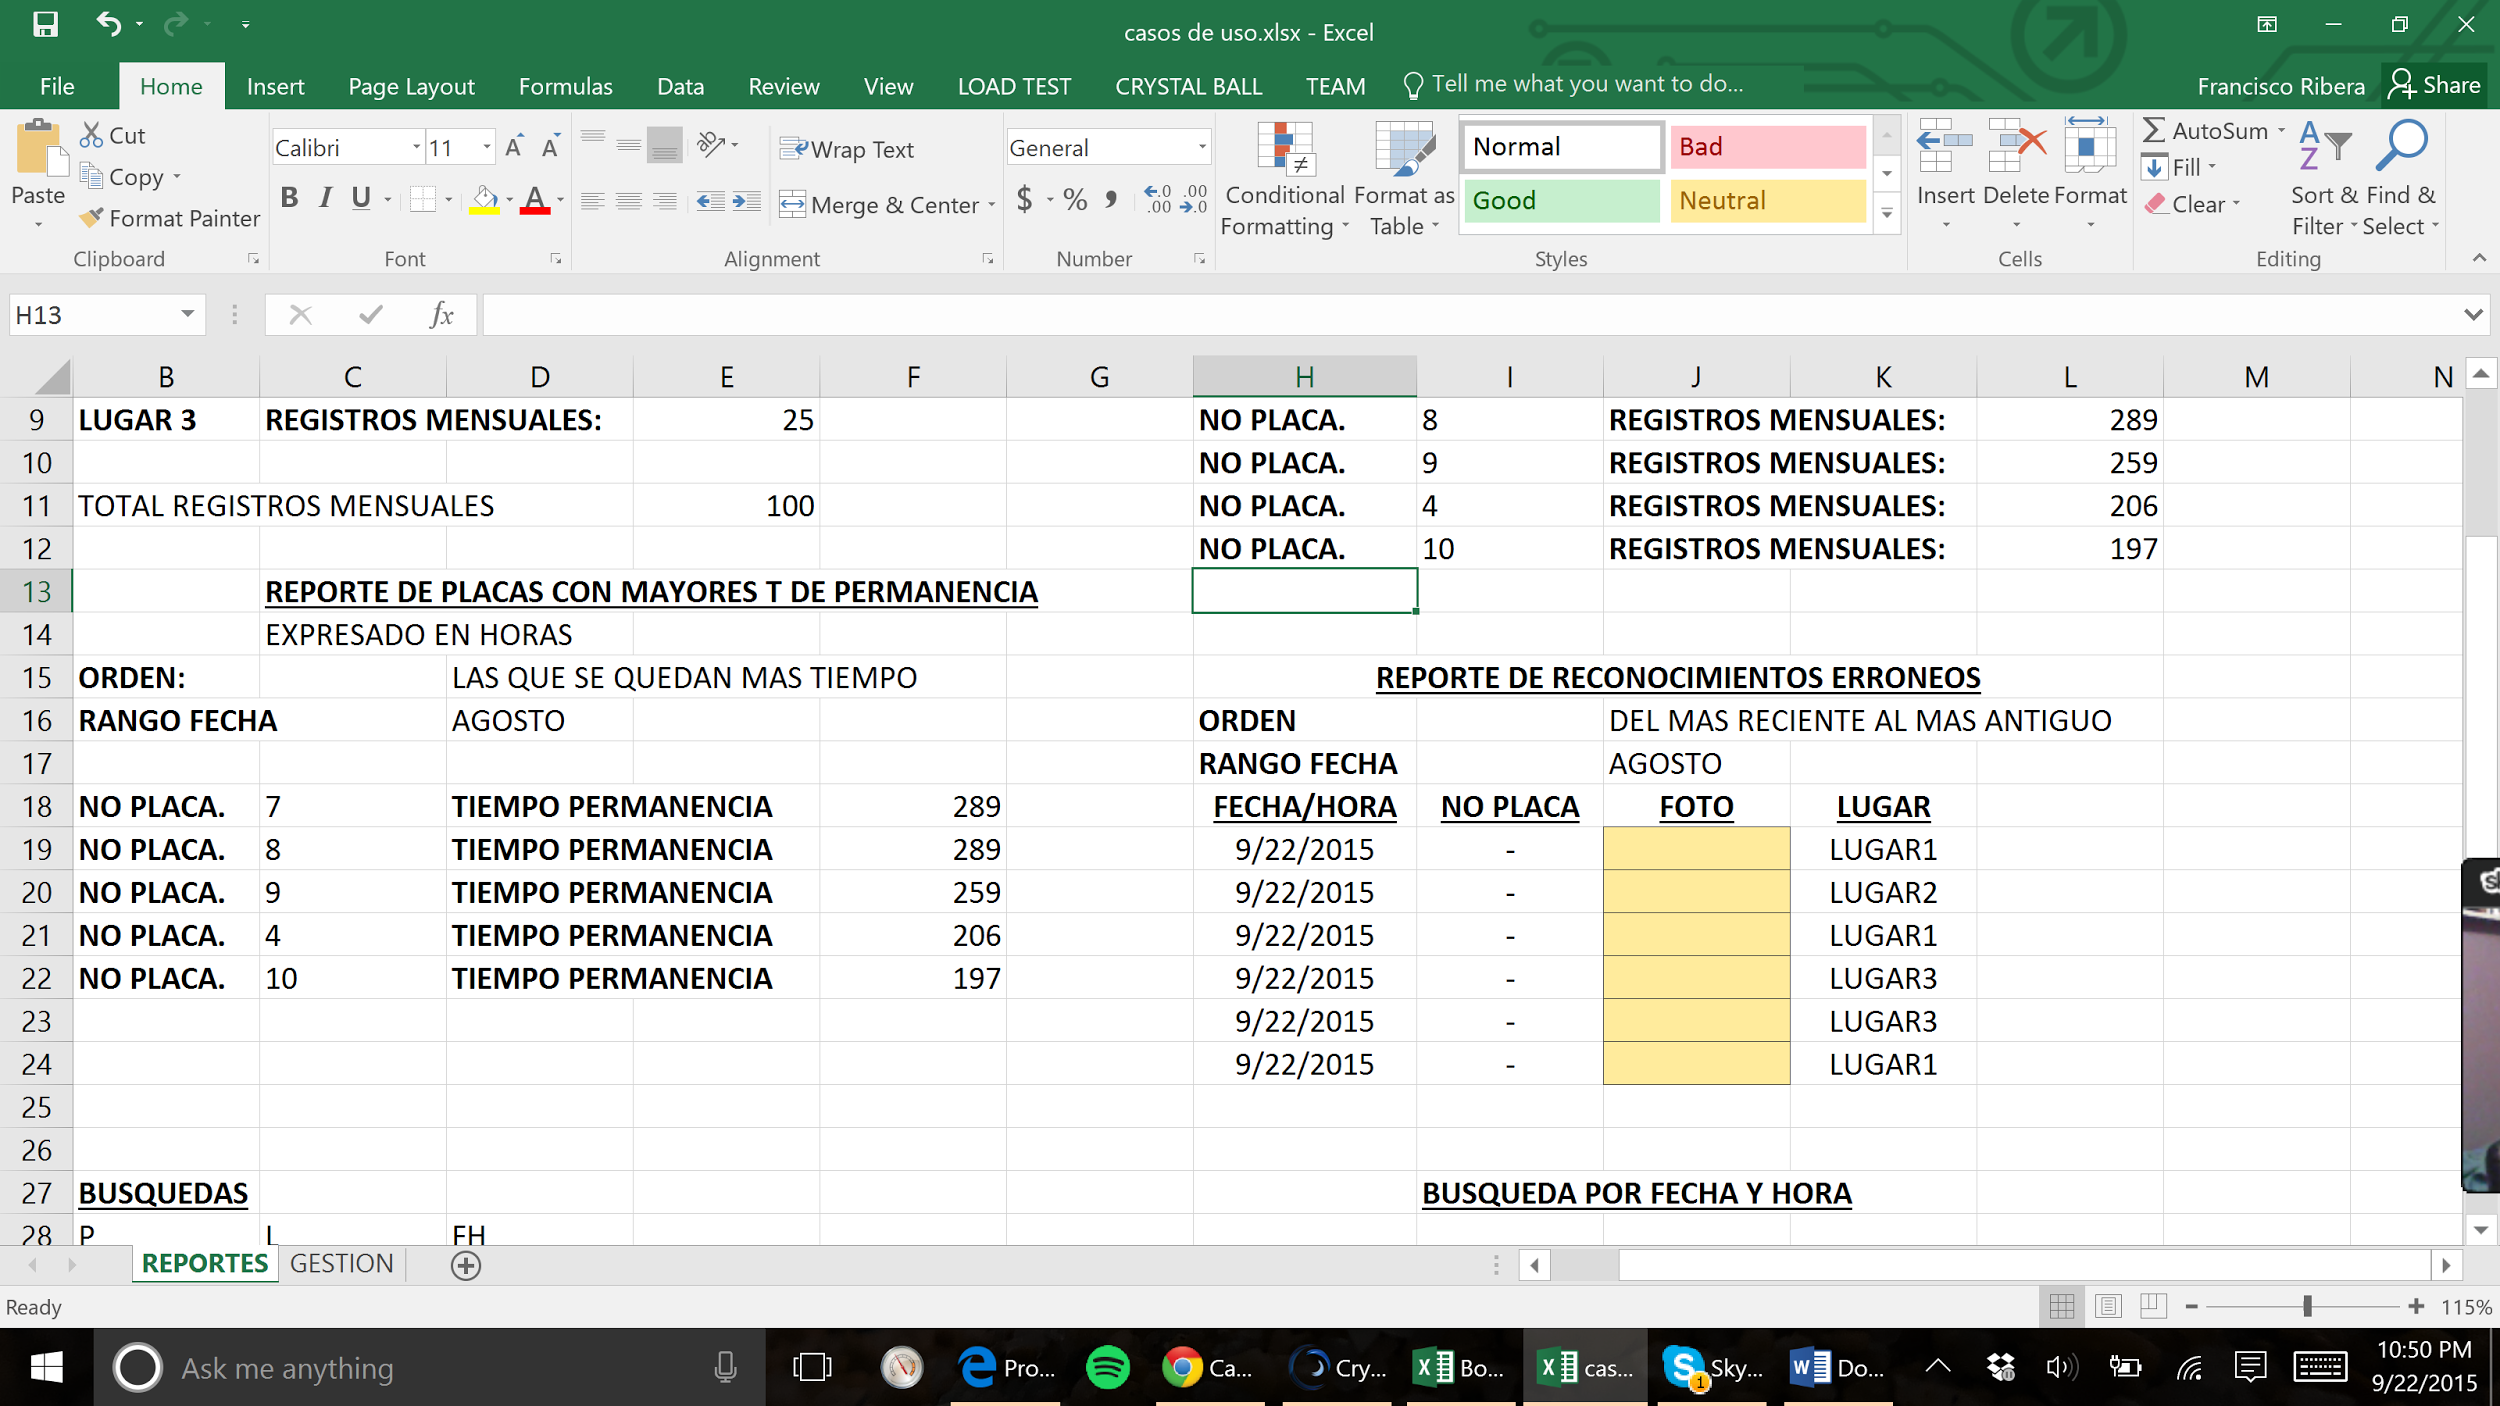 casos de uso.xlsx - Excel
File Home Insert Page Layout Formulas Data Review View LOAD TEST CRYSTAL BALL TEAM Tell me what you want to do... Francisco Ribera Share
Paste Cut Copy Format Painter Clipboard
Calibri 11 A A B I U A Font
Wrap Text Merge & Center Alignment
General $ % , .0 .00 .00 .0 Number
Conditional Formatting Format as Table Normal Bad Good Neutral Styles
Insert Delete Format Cells
AutoSum Fill Clear Sort & Filter Find & Select Editing
H13 fx
B C D E F G H I J K L M N
9 LUGAR 3 REGISTROS MENSUALES: 25 NO PLACA. 8 REGISTROS MENSUALES: 289
10 NO PLACA. 9 REGISTROS MENSUALES: 259
11 TOTAL REGISTROS MENSUALES 100 NO PLACA. 4 REGISTROS MENSUALES: 206
12 NO PLACA. 10 REGISTROS MENSUALES: 197
13 REPORTE DE PLACAS CON MAYORES T DE PERMANENCIA
14 EXPRESADO EN HORAS
15 ORDEN: LAS QUE SE QUEDAN MAS TIEMPO REPORTE DE RECONOCIMIENTOS ERRONEOS
16 RANGO FECHA AGOSTO ORDEN DEL MAS RECIENTE AL MAS ANTIGUO
17 RANGO FECHA AGOSTO
18 NO PLACA. 7 TIEMPO PERMANENCIA 289 FECHA/HORA NO PLACA FOTO LUGAR
19 NO PLACA. 8 TIEMPO PERMANENCIA 289 9/22/2015 - LUGAR1
20 NO PLACA. 9 TIEMPO PERMANENCIA 259 9/22/2015 - LUGAR2
21 NO PLACA. 4 TIEMPO PERMANENCIA 206 9/22/2015 - LUGAR1
22 NO PLACA. 10 TIEMPO PERMANENCIA 197 9/22/2015 - LUGAR3
23 9/22/2015 - LUGAR3
24 9/22/2015 - LUGAR1
25
26
27 BUSQUEDAS BUSQUEDA POR FECHA Y HORA
28 P L FH
REPORTES GESTION
Ready 115%
Ask me anything Pro... Ca... Cry... Bo... cas... 1 Sky... Do... 10:50 PM
9/22/2015